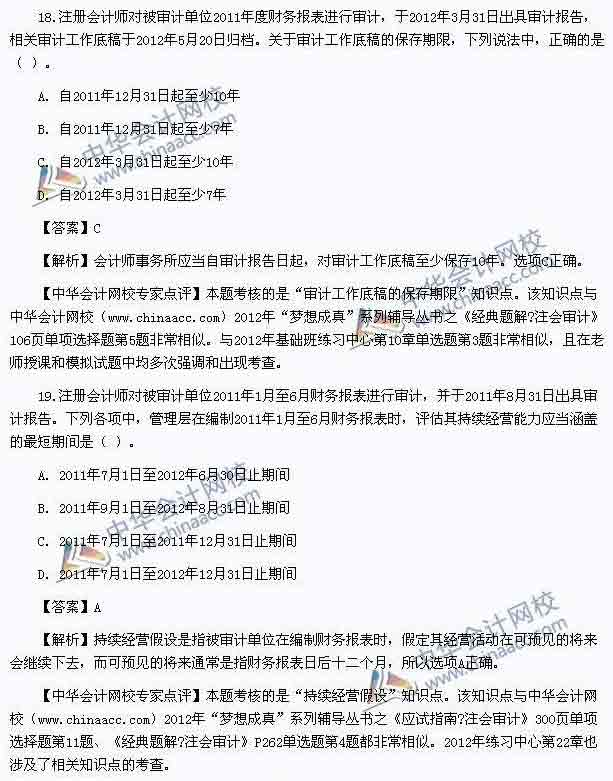 18.注册会计师对被审计单位2011年度财务报表进行审计，于2012年3月31日出具审计报告，
相关审计工作底稿于2012年5月20日归档。关于审计工作底稿的保存期限，下列说法中，正确的是
（ ）。
A. 自2011年12月31日起至少10年
B. 自2011年12月31日起至少7年
C. 自2012年3月31日起至少10年
D. 自2012年3月31日起至少7年
【答案】C
【解析】会计师事务所应当自审计报告日起，对审计工作底稿至少保存10年。选项C正确。
【中华会计网校专家点评】本题考核的是“审计工作底稿的保存期限”知识点。该知识点与
中华会计网校（www.chinaacc.com）2012年“梦想成真”系列辅导丛书之《经典题解?注会审计》
106页单项选择题第5题非常相似。与2012年基础班练习中心第10章单选题第3题非常相似，且在老
师授课和模拟试题中均多次强调和出现考查。
19.注册会计师对被审计单位2011年1月至6月财务报表进行审计，并于2011年8月31日出具审
计报告。下列各项中，管理层在编制2011年1月至6月财务报表时，评估其持续经营能力应当涵盖
的最短期间是（ ）。
A. 2011年7月1日至2012年6月30日止期间
B. 2011年9月1日至2012年8月31日止期间
C. 2011年7月1日至2011年12月31日止期间
D. 2011年7月1日至2012年12月31日止期间
【答案】A
【解析】持续经营假设是指被审计单位在编制财务报表时，假定其经营活动在可预见的将来
会继续下去，而可预见的将来通常是指财务报表日后十二个月，所以选项A正确。
【中华会计网校专家点评】本题考核的是“持续经营假设”知识点。该知识点与中华会计网
校（www.chinaacc.com）2012年“梦想成真”系列辅导丛书之《应试指南?注会审计》300页单项
选择题第11题、《经典题解?注会审计》P262单选题第4题都非常相似。2012年练习中心第22章也
涉及了相关知识点的考查。